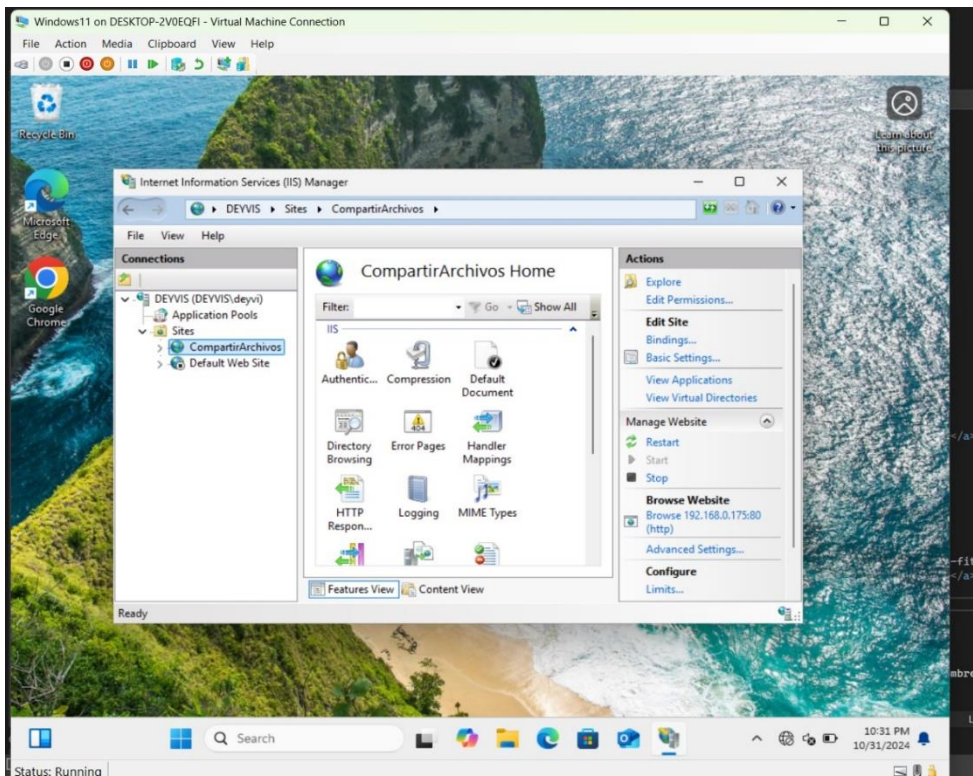 Windows11 on DESKTOP-2V0EQFI - Virtual Machine Connection
File Action Media Clipboard View Help
Recycle Bin
Learn about
this picture
Microsoft
Edge
Google
Chrome
Internet Information Services (IIS) Manager
DEYVIS Sites CompartirArchivos
File View Help
Connections
DEYVIS (DEYVIS\deyvi)
Application Pools
Sites
CompartirArchivos
Default Web Site
CompartirArchivos Home
Filter: Go Show All
IIS
Authentic... Compression Default
Document
Directory
Browsing
Error Pages
Handler
Mappings
404
HTTP
Respon...
Logging
MIME Types
Features View Content View
Actions
Explore
Edit Permissions...
Edit Site
Bindings...
Basic Settings...
View Applications
View Virtual Directories
Manage Website
Restart
Start
Stop
Browse Website
Browse 192.168.0.175:80
(http)
Advanced Settings...
Configure
Limits...
Ready
Search
10:31 PM
10/31/2024
Status: Running
</a>
-fit
</a>
mbre